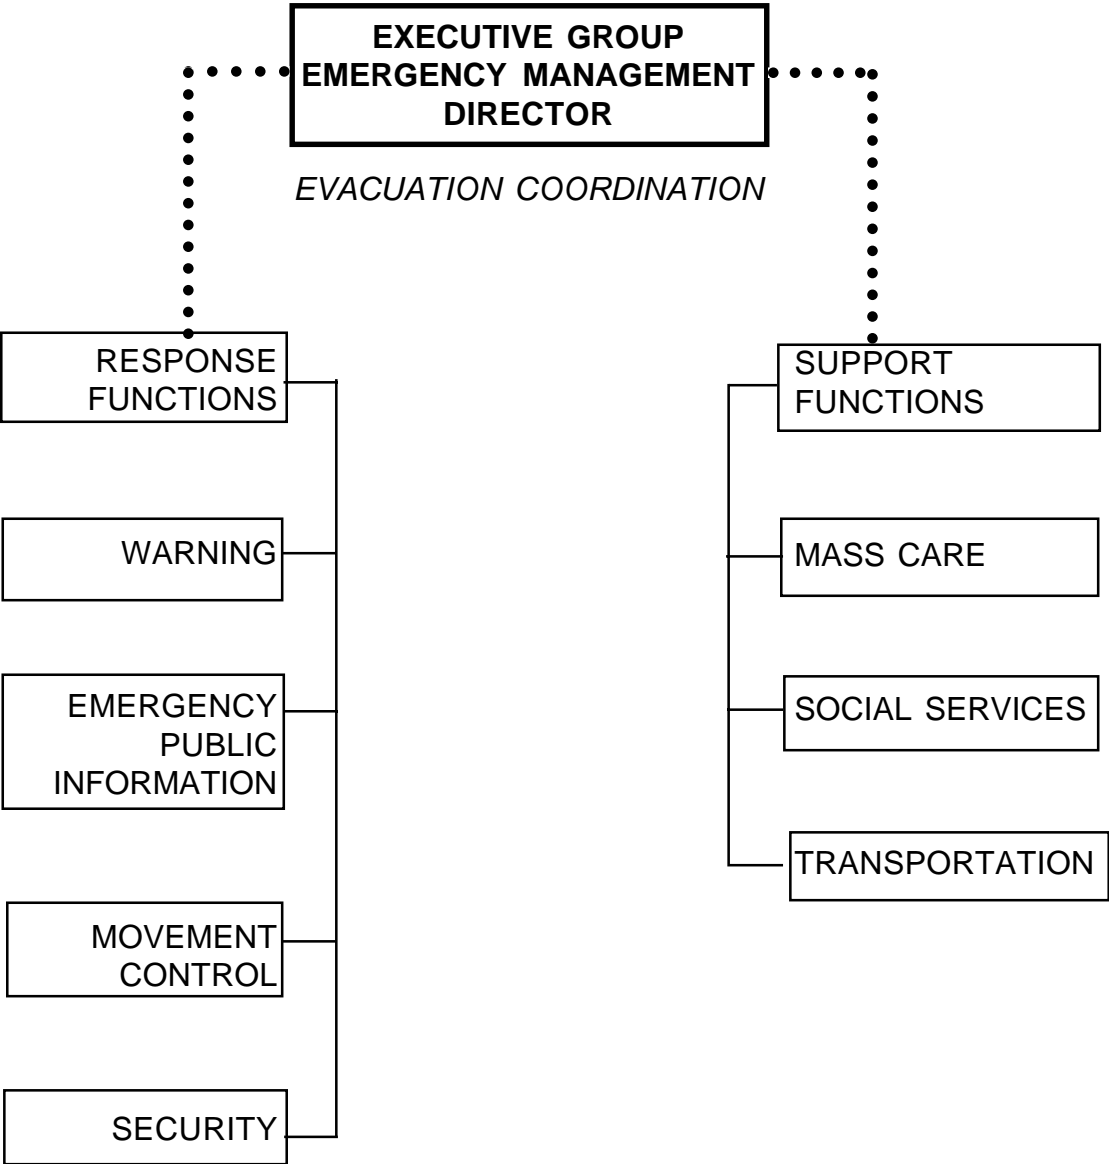 EXECUTIVE GROUP
EMERGENCY MANAGEMENT
DIRECTOR
EVACUATION COORDINATION
RESPONSE
FUNCTIONS
WARNING
EMERGENCY
PUBLIC
INFORMATION
MOVEMENT
CONTROL
SECURITY
SUPPORT
FUNCTIONS
MASS CARE
SOCIAL SERVICES
TRANSPORTATION